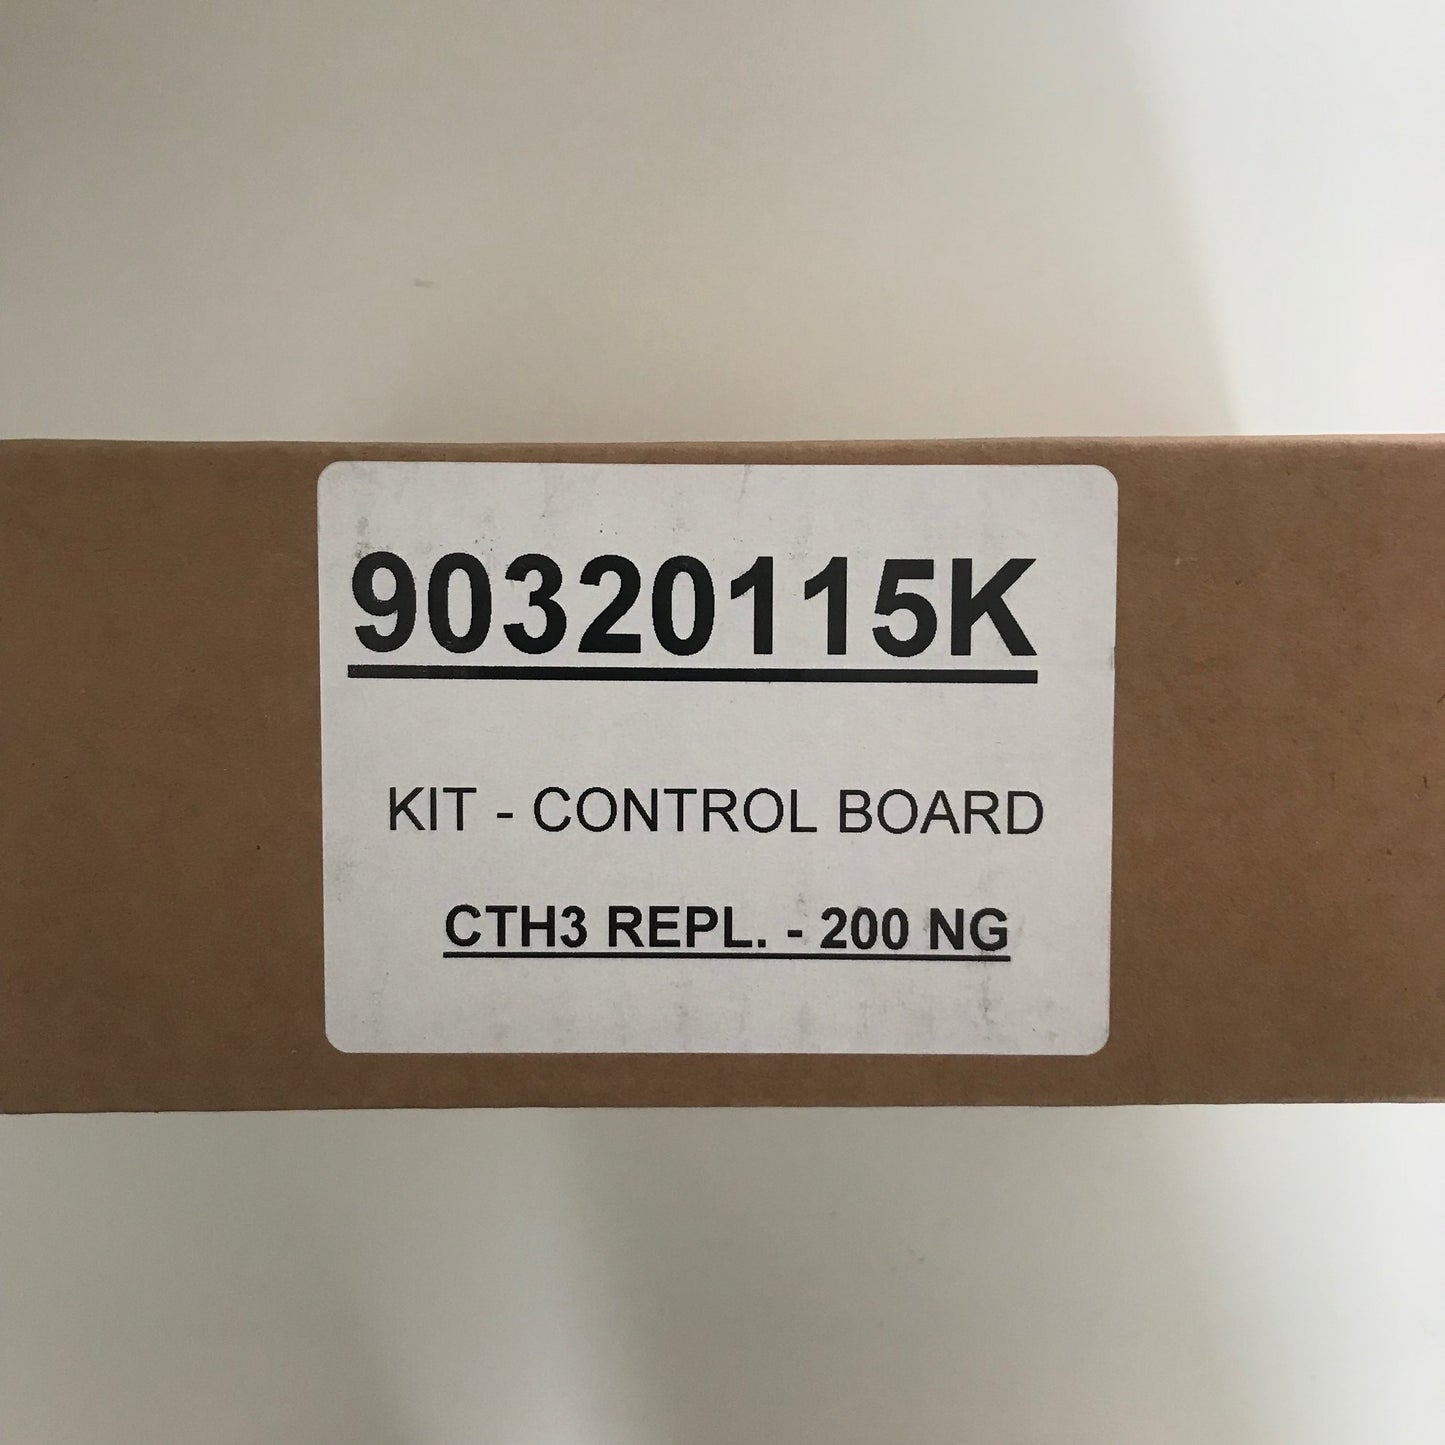 90320115K
KIT - CONTROL BOARD
CTH3 REPL. - 200 NG